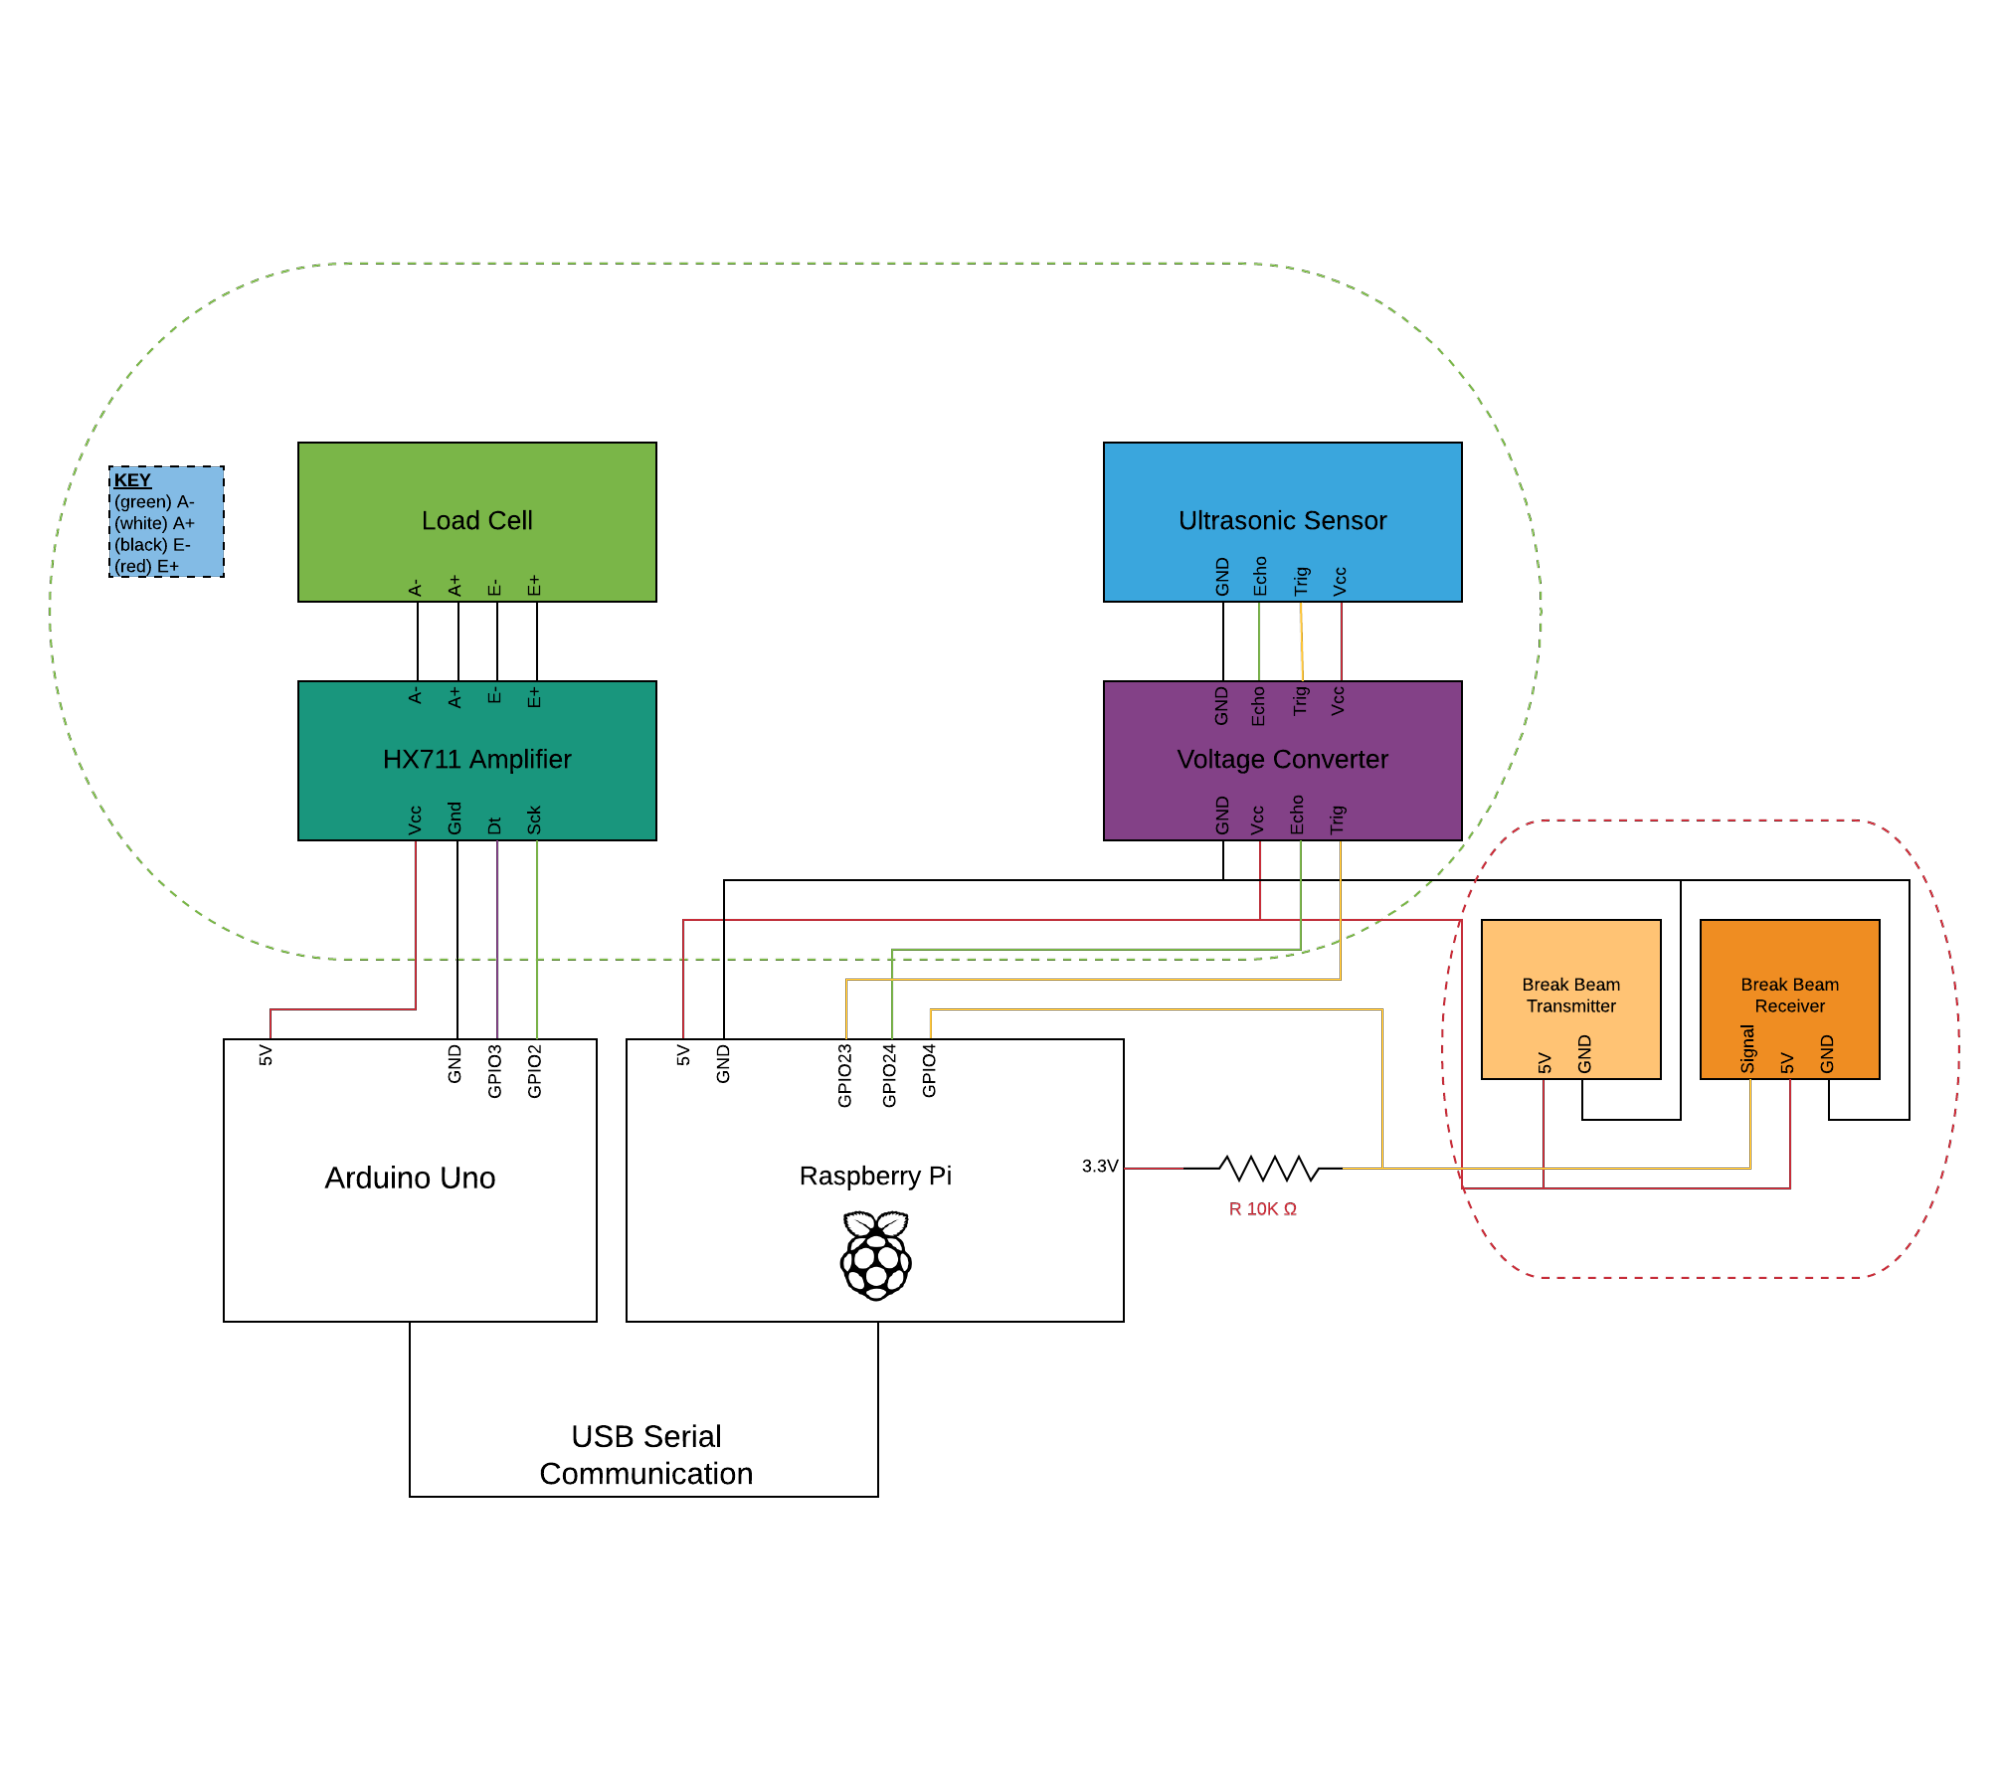 KEY
(green) A-
(white) A+
(black) E-
(red) E+
Load Cell
A-
A+
E-
E+
Ultrasonic Sensor
GND
Echo
Trig
Vcc
A-
A+
E-
E+
HX711 Amplifier
Vcc
Gnd
Dt
Sck
GND
Echo
Trig
Vcc
Voltage Converter
GND
Vcc
Echo
Trig
Break Beam
Transmitter
5V
GND
Break Beam
Receiver
Signal
5V
GND
5V
GND
GPIO3
GPIO2
Arduino Uno
5V
GND
GPIO23
GPIO24
GPIO4
3.3V
Raspberry Pi
R 10K Ω
USB Serial
Communication